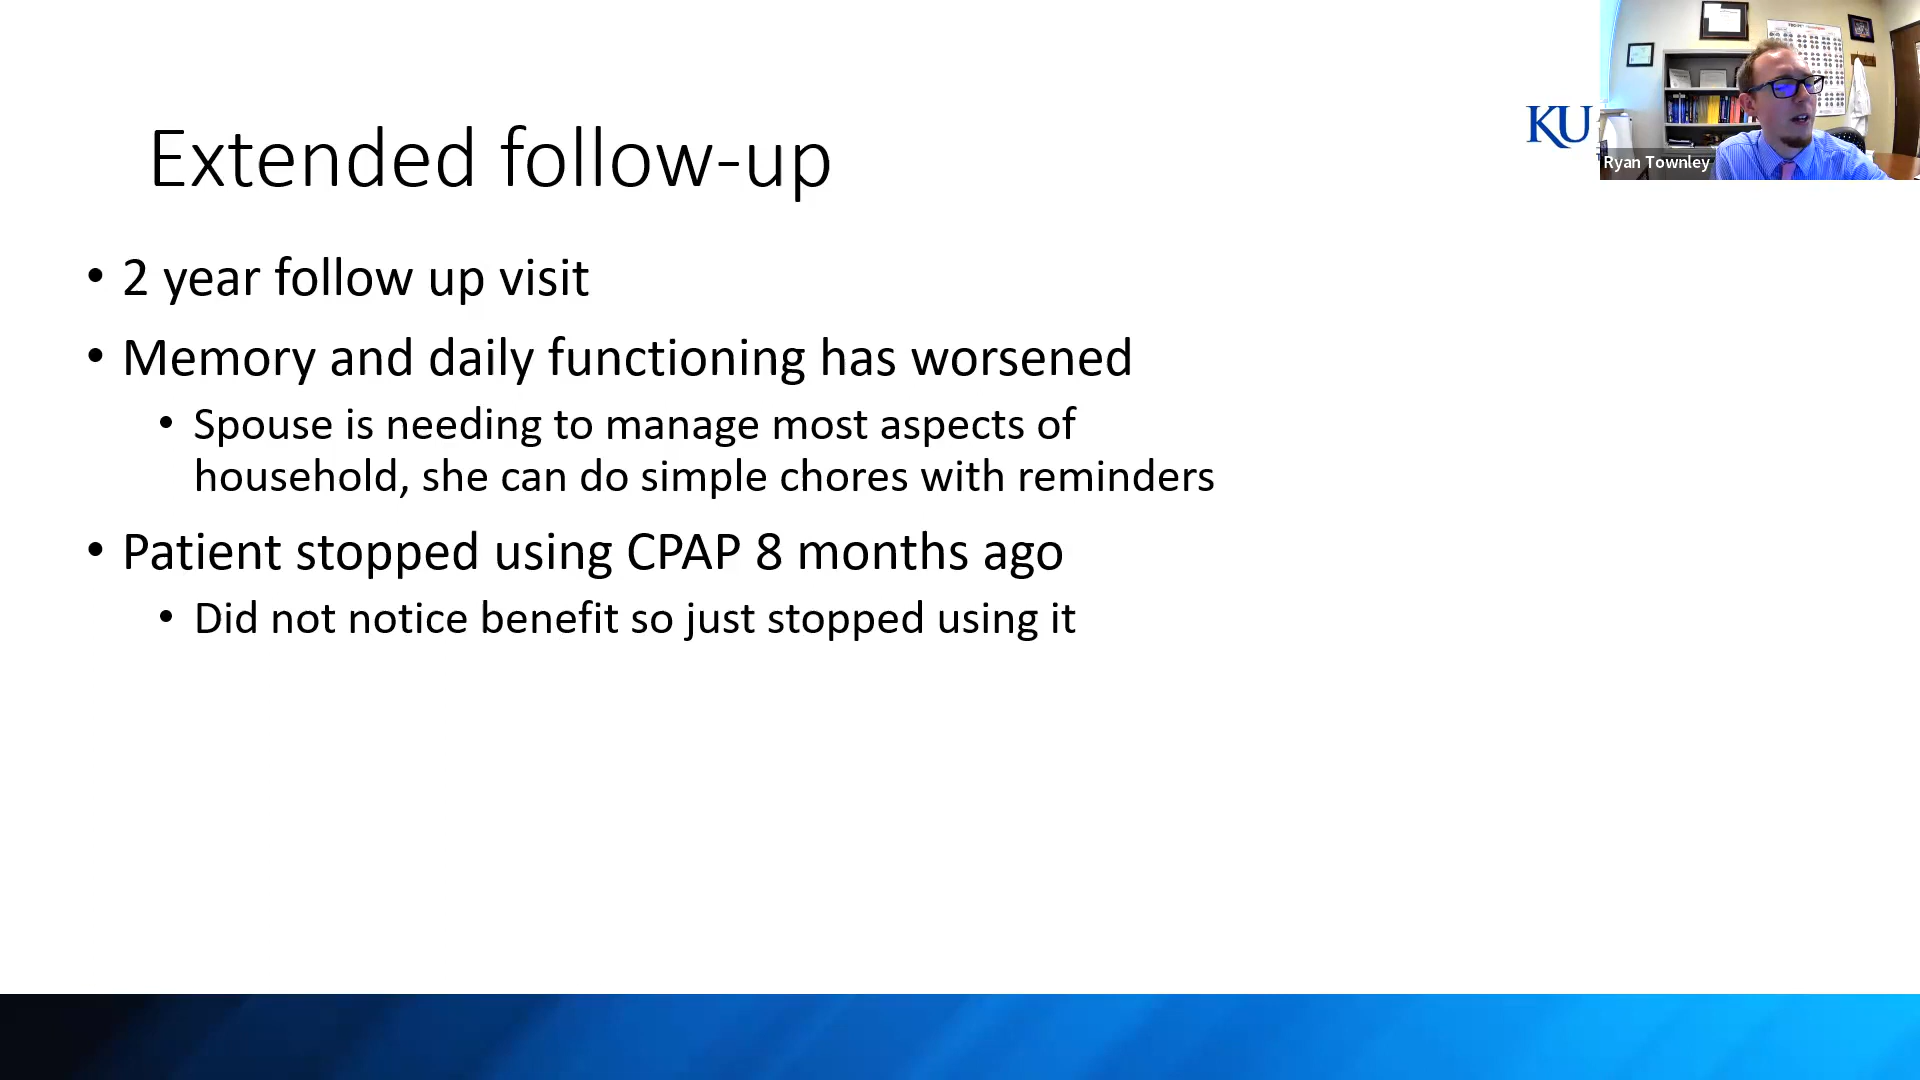 Extended follow-up
KU
Ryan Townley
• 2 year follow up visit
• Memory and daily functioning has worsened
• Spouse is needing to manage most aspects of
household, she can do simple chores with reminders
• Patient stopped using CPAP 8 months ago
• Did not notice benefit so just stopped using it